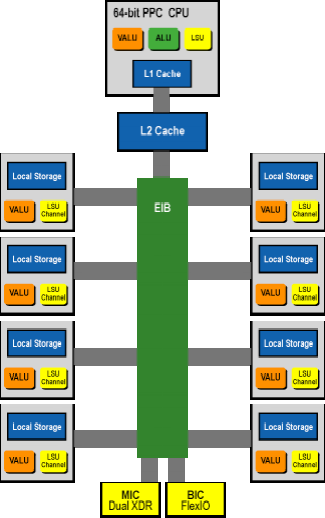 64-bit PPC CPU
VALU ALU LSU
L1 Cache
L2 Cache
EIB
Local Storage
VALU LSU
Channel
Local Storage
VALU LSU
Channel
Local Storage
VALU LSU
Channel
Local Storage
VALU LSU
Channel
Local Storage
VALU LSU
Channel
Local Storage
VALU LSU
Channel
Local Storage
VALU LSU
Channel
Local Storage
VALU LSU
Channel
MIC
Dual XDR
BIC
FlexIO